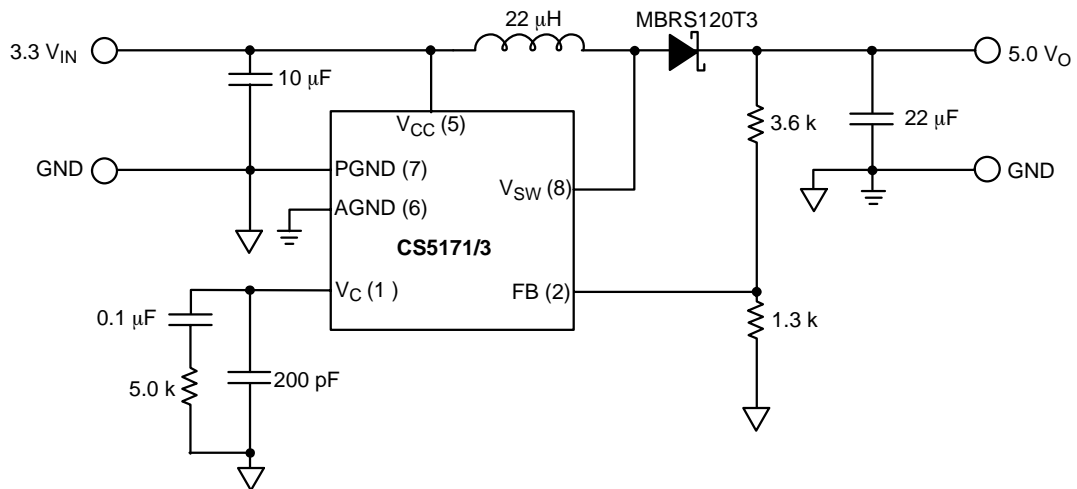 22 μH
MBRS120T3
3.3 V_IN
5.0 V_O
10 μF
V_CC (5)
3.6 k
22 μF
GND
PGND (7)
GND
V_SW (8)
AGND (6)
CS5171/3
V_C (1 )
FB (2)
0.1 μF
1.3 k
5.0 k
200 pF